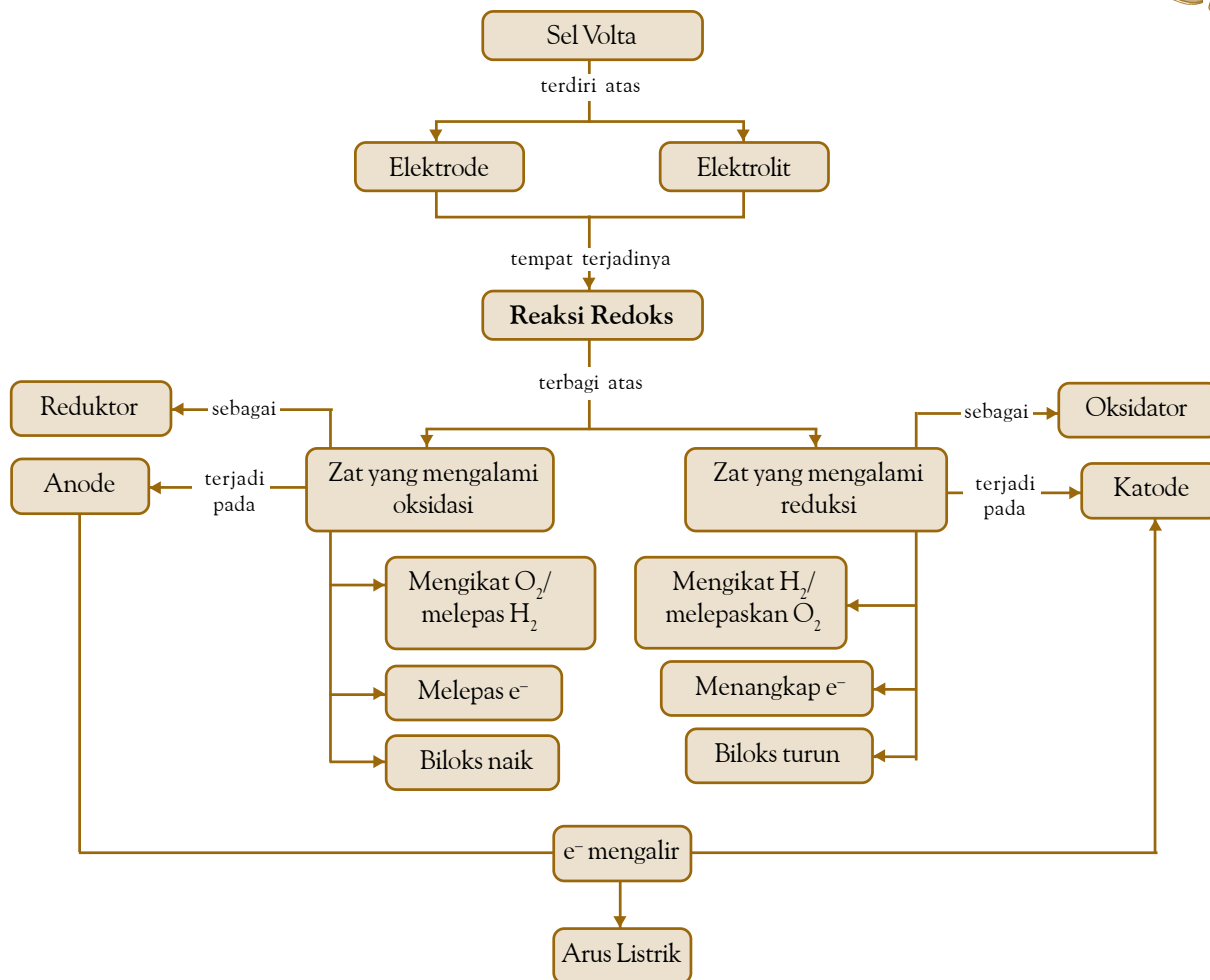 Sel Volta
terdiri atas
Elektrode
Elektrolit
tempat terjadinya
Reaksi Redoks
terbagi atas
Reduktor
sebagai
sebagai
Oksidator
Anode
terjadi
pada
Zat yang mengalami
oksidasi
Zat yang mengalami
reduksi
terjadi
pada
Katode
Mengikat O₂/
melepas H₂
Mengikat H₂/
melepaskan O₂
Melepas e⁻
Menangkap e⁻
Biloks naik
Biloks turun
e⁻ mengalir
Arus Listrik